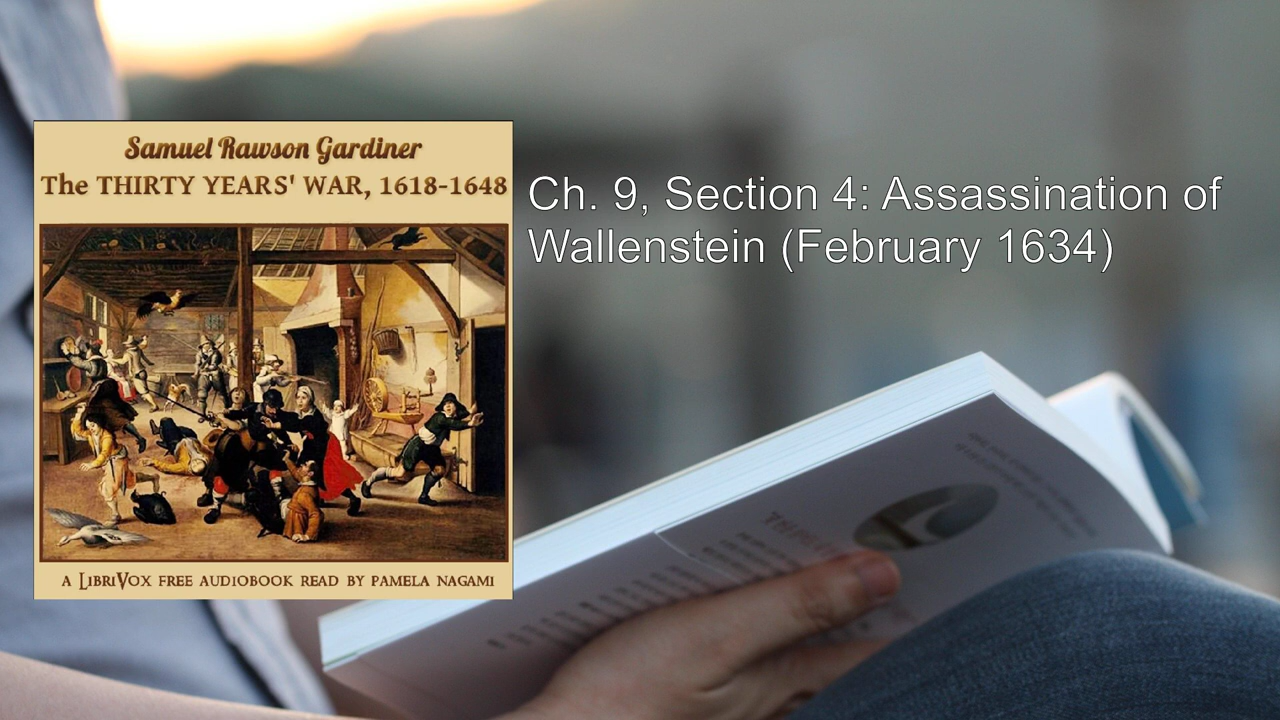 Samuel Rawson Gardiner
The THIRTY YEARS' WAR, 1618-1648
A LIBRIVOX FREE AUDIOBOOK READ BY PAMELA NAGAMI
Ch. 9, Section 4: Assassination of
Wallenstein (February 1634)